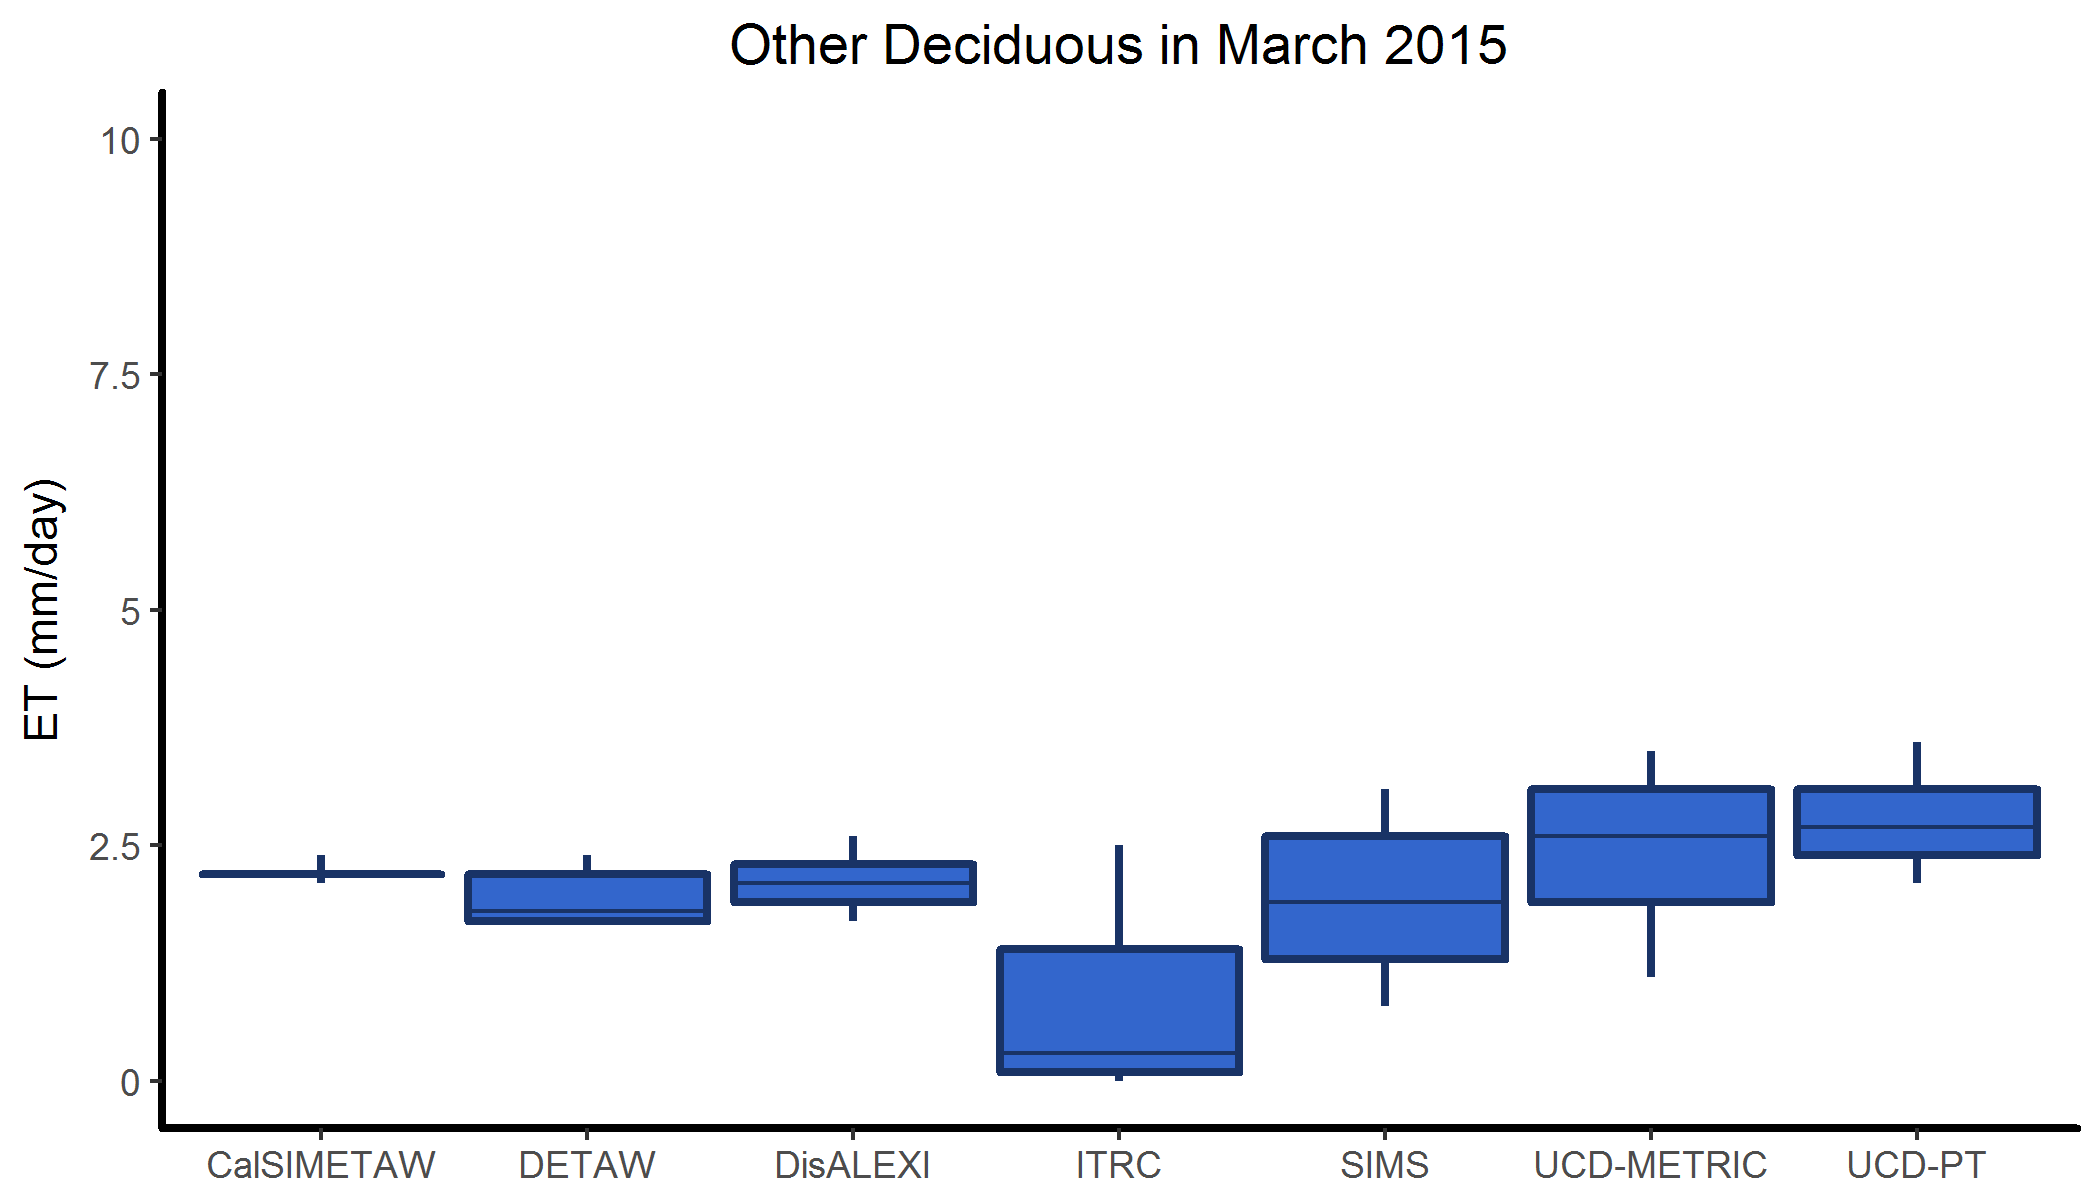 Other Deciduous in March 2015
ET (mm/day)
10
7.5
5
2.5
0
CalSIMETAW DETAW DisALEXI ITRC SIMS UCD-METRIC UCD-PT